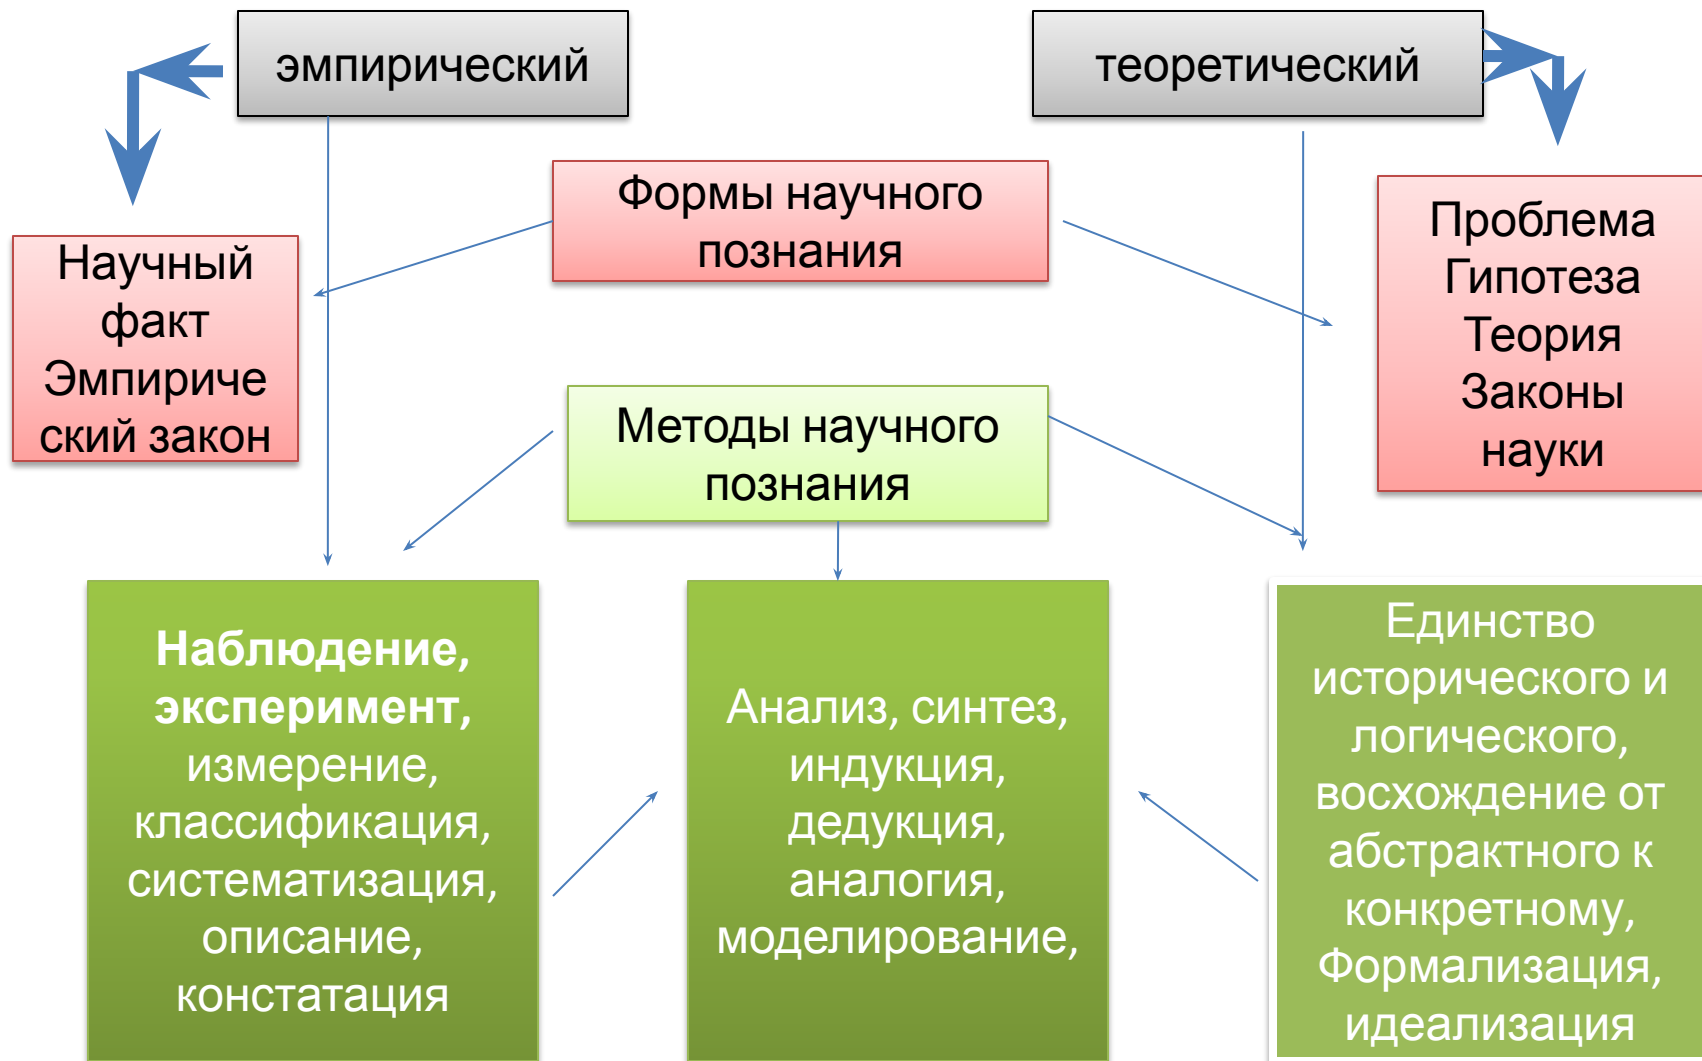 эмпирический
теоретический
Формы научного
познания
Научный
факт
Эмпириче
ский закон
Проблема
Гипотеза
Теория
Законы
науки
Методы научного
познания
Наблюдение,
эксперимент,
измерение,
классификация,
систематизация,
описание,
констатация
Анализ, синтез,
индукция,
дедукция,
аналогия,
моделирование,
Единство
исторического и
логического,
восхождение от
абстрактного к
конкретному,
Формализация,
идеализация